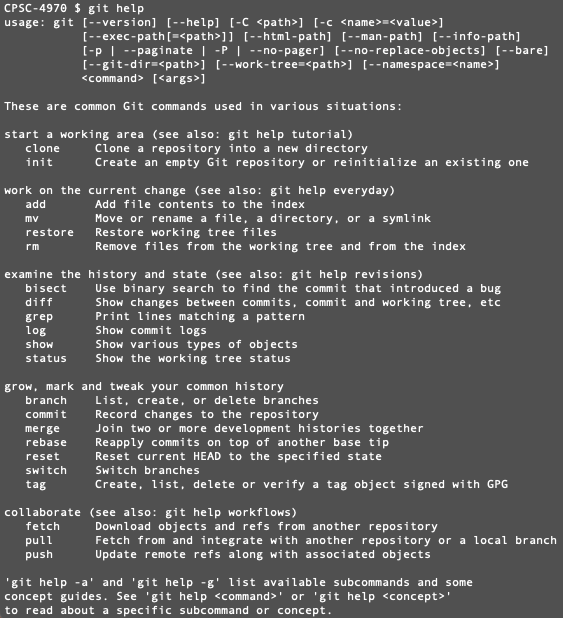 CPSC-4970 $ git help
usage: git [--version] [--help] [-C <path>] [-c <name>=<value>]
           [--exec-path[=<path>]] [--html-path] [--man-path] [--info-path]
           [-p | --paginate | -P | --no-pager] [--no-replace-objects] [--bare]
           [--git-dir=<path>] [--work-tree=<path>] [--namespace=<name>]
           <command> [<args>]

These are common Git commands used in various situations:

start a working area (see also: git help tutorial)
   clone     Clone a repository into a new directory
   init      Create an empty Git repository or reinitialize an existing one

work on the current change (see also: git help everyday)
   add       Add file contents to the index
   mv        Move or rename a file, a directory, or a symlink
   restore   Restore working tree files
   rm        Remove files from the working tree and from the index

examine the history and state (see also: git help revisions)
   bisect    Use binary search to find the commit that introduced a bug
   diff      Show changes between commits, commit and working tree, etc
   grep      Print lines matching a pattern
   log       Show commit logs
   show      Show various types of objects
   status    Show the working tree status

grow, mark and tweak your common history
   branch    List, create, or delete branches
   commit    Record changes to the repository
   merge     Join two or more development histories together
   rebase    Reapply commits on top of another base tip
   reset     Reset current HEAD to the specified state
   switch    Switch branches
   tag       Create, list, delete or verify a tag object signed with GPG

collaborate (see also: git help workflows)
   fetch     Download objects and refs from another repository
   pull      Fetch from and integrate with another repository or a local branch
   push      Update remote refs along with associated objects

'git help -a' and 'git help -g' list available subcommands and some
concept guides. See 'git help <command>' or 'git help <concept>'
to read about a specific subcommand or concept.